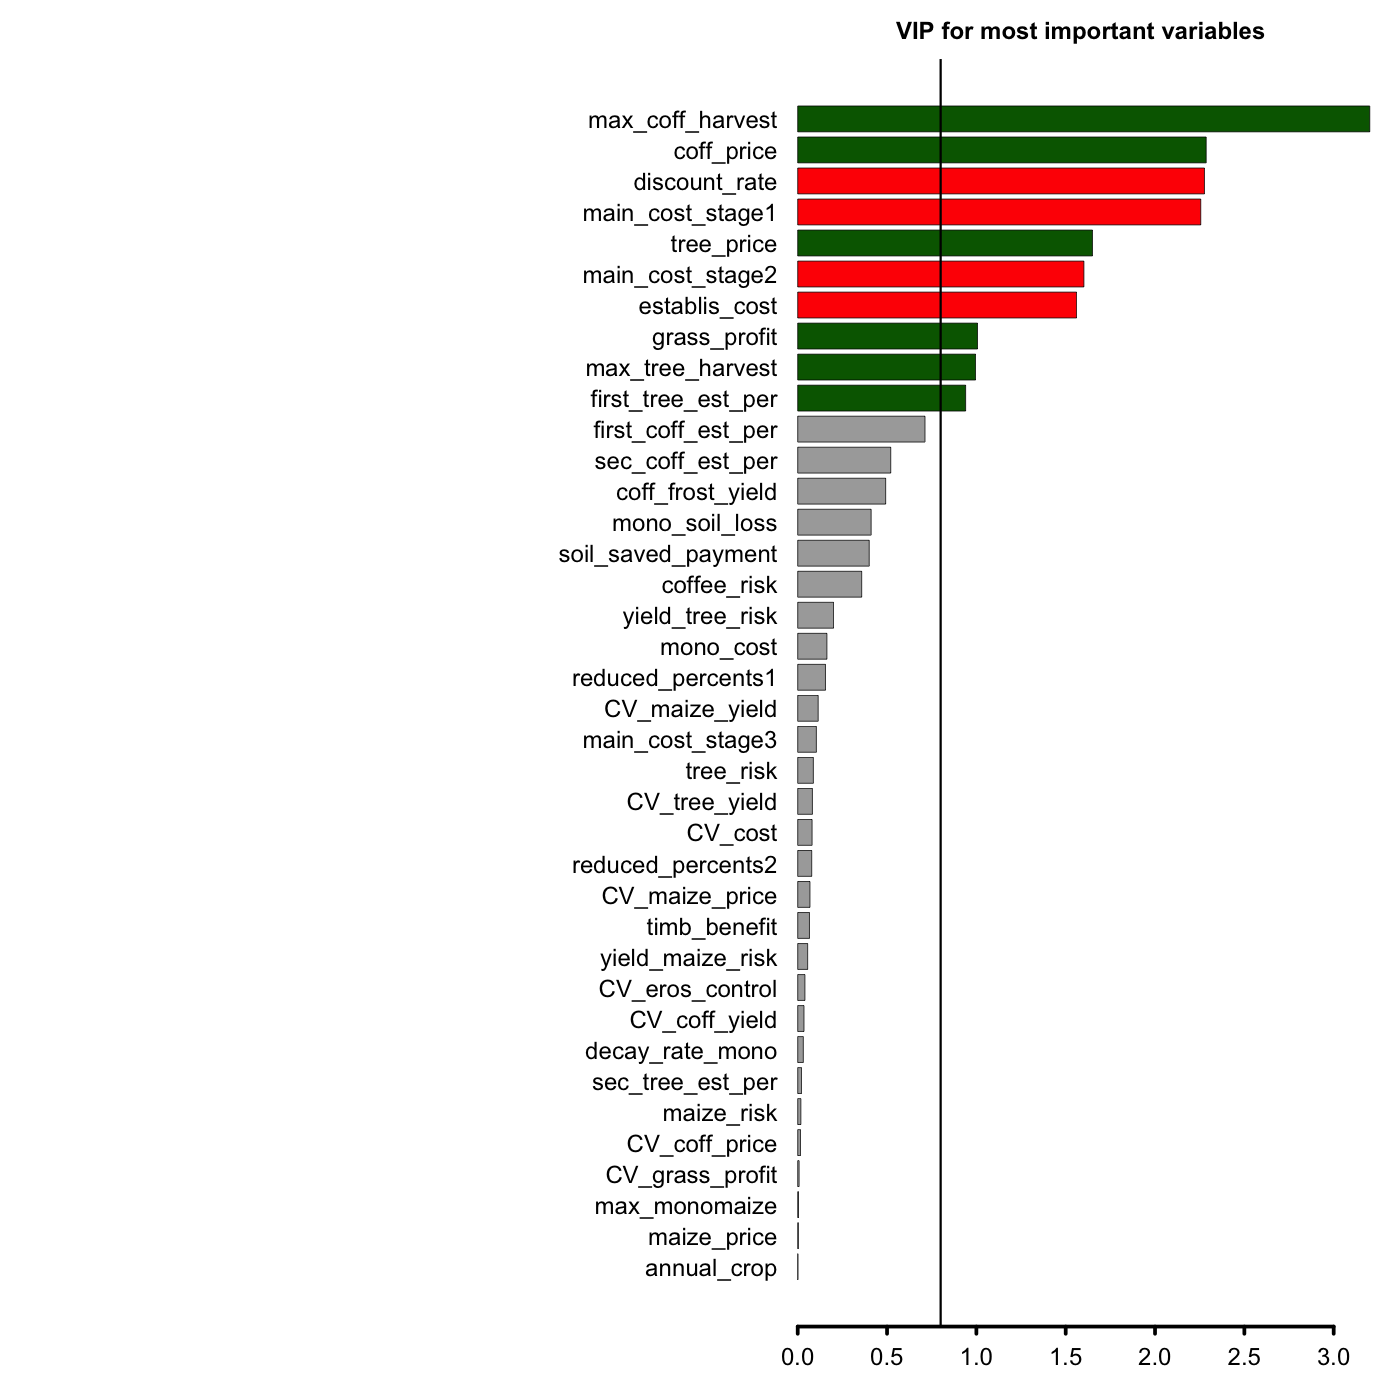 VIP for most important variables
max_coff_harvest
coff_price
discount_rate
main_cost_stage1
tree_price
main_cost_stage2
establis_cost
grass_profit
max_tree_harvest
first_tree_est_per
first_coff_est_per
sec_coff_est_per
coff_frost_yield
mono_soil_loss
soil_saved_payment
coffee_risk
yield_tree_risk
mono_cost
reduced_percents1
CV_maize_yield
main_cost_stage3
tree_risk
CV_tree_yield
CV_cost
reduced_percents2
CV_maize_price
timb_benefit
yield_maize_risk
CV_eros_control
CV_coff_yield
decay_rate_mono
sec_tree_est_per
maize_risk
CV_coff_price
CV_grass_profit
max_monomaize
maize_price
annual_crop
0.0 0.5 1.0 1.5 2.0 2.5 3.0